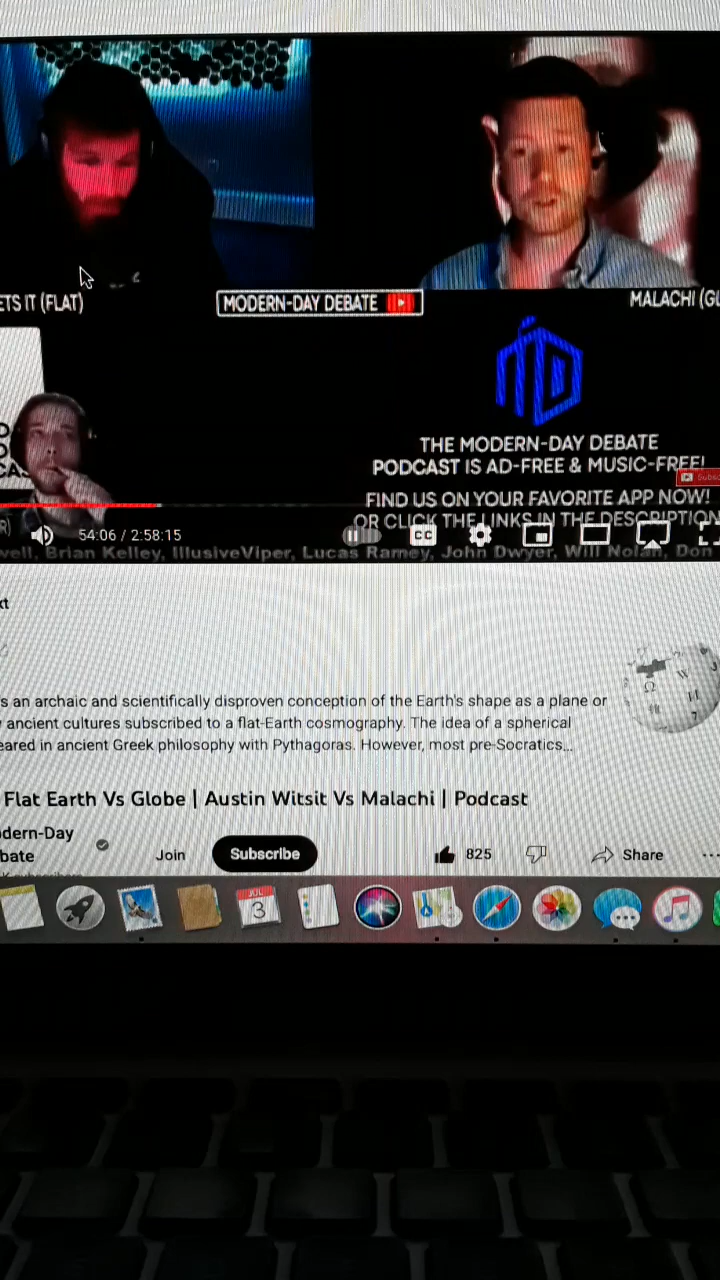 ETS IT (FLAT)
MODERN-DAY DEBATE
MALACHI (GL
THE MODERN-DAY DEBATE
PODCAST IS AD-FREE & MUSIC-FREE!
FIND US ON YOUR FAVORITE APP NOW!
OR CLICK THE LINKS IN THE DESCRIPTION
54:06 / 2:58:15
CC
well, Brian Kelley, IllusiveViper, Lucas Ramey, John Dwyer, Will Nolan, Don
xt
s an archaic and scientifically disproven conception of the Earth's shape as a plane or
ancient cultures subscribed to a flat-Earth cosmography. The idea of a spherical
eared in ancient Greek philosophy with Pythagoras. However, most pre-Socratics...
Flat Earth Vs Globe | Austin Witsit Vs Malachi | Podcast
dern-Day
bate
Join
Subscribe
825
Share
JUL
3